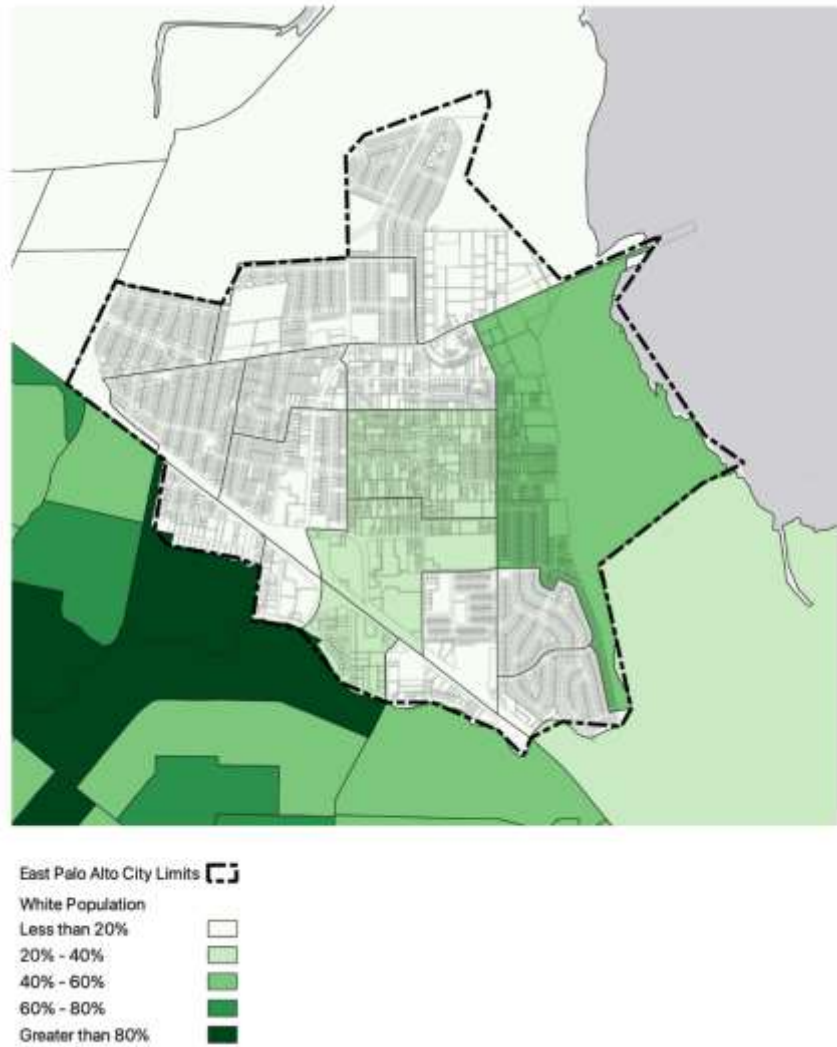 East Palo Alto City Limits
White Population
Less than 20%
20% - 40%
40% - 60%
60% - 80%
Greater than 80%